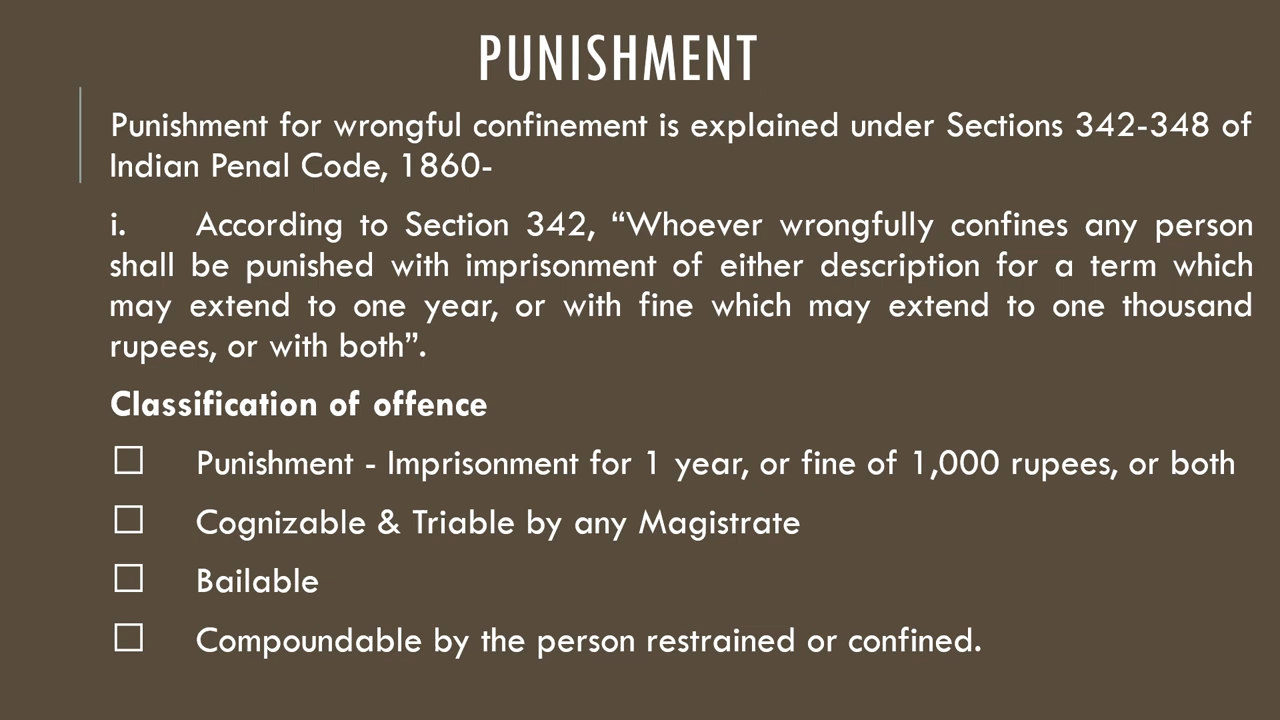 PUNISHMENT
Punishment for wrongful confinement is explained under Sections 342-348 of
Indian Penal Code, 1860-
i. According to Section 342, “Whoever wrongfully confines any person
shall be punished with imprisonment of either description for a term which
may extend to one year, or with fine which may extend to one thousand
rupees, or with both”.
Classification of offence
☐ Punishment - Imprisonment for 1 year, or fine of 1,000 rupees, or both
☐ Cognizable & Triable by any Magistrate
☐ Bailable
☐ Compoundable by the person restrained or confined.